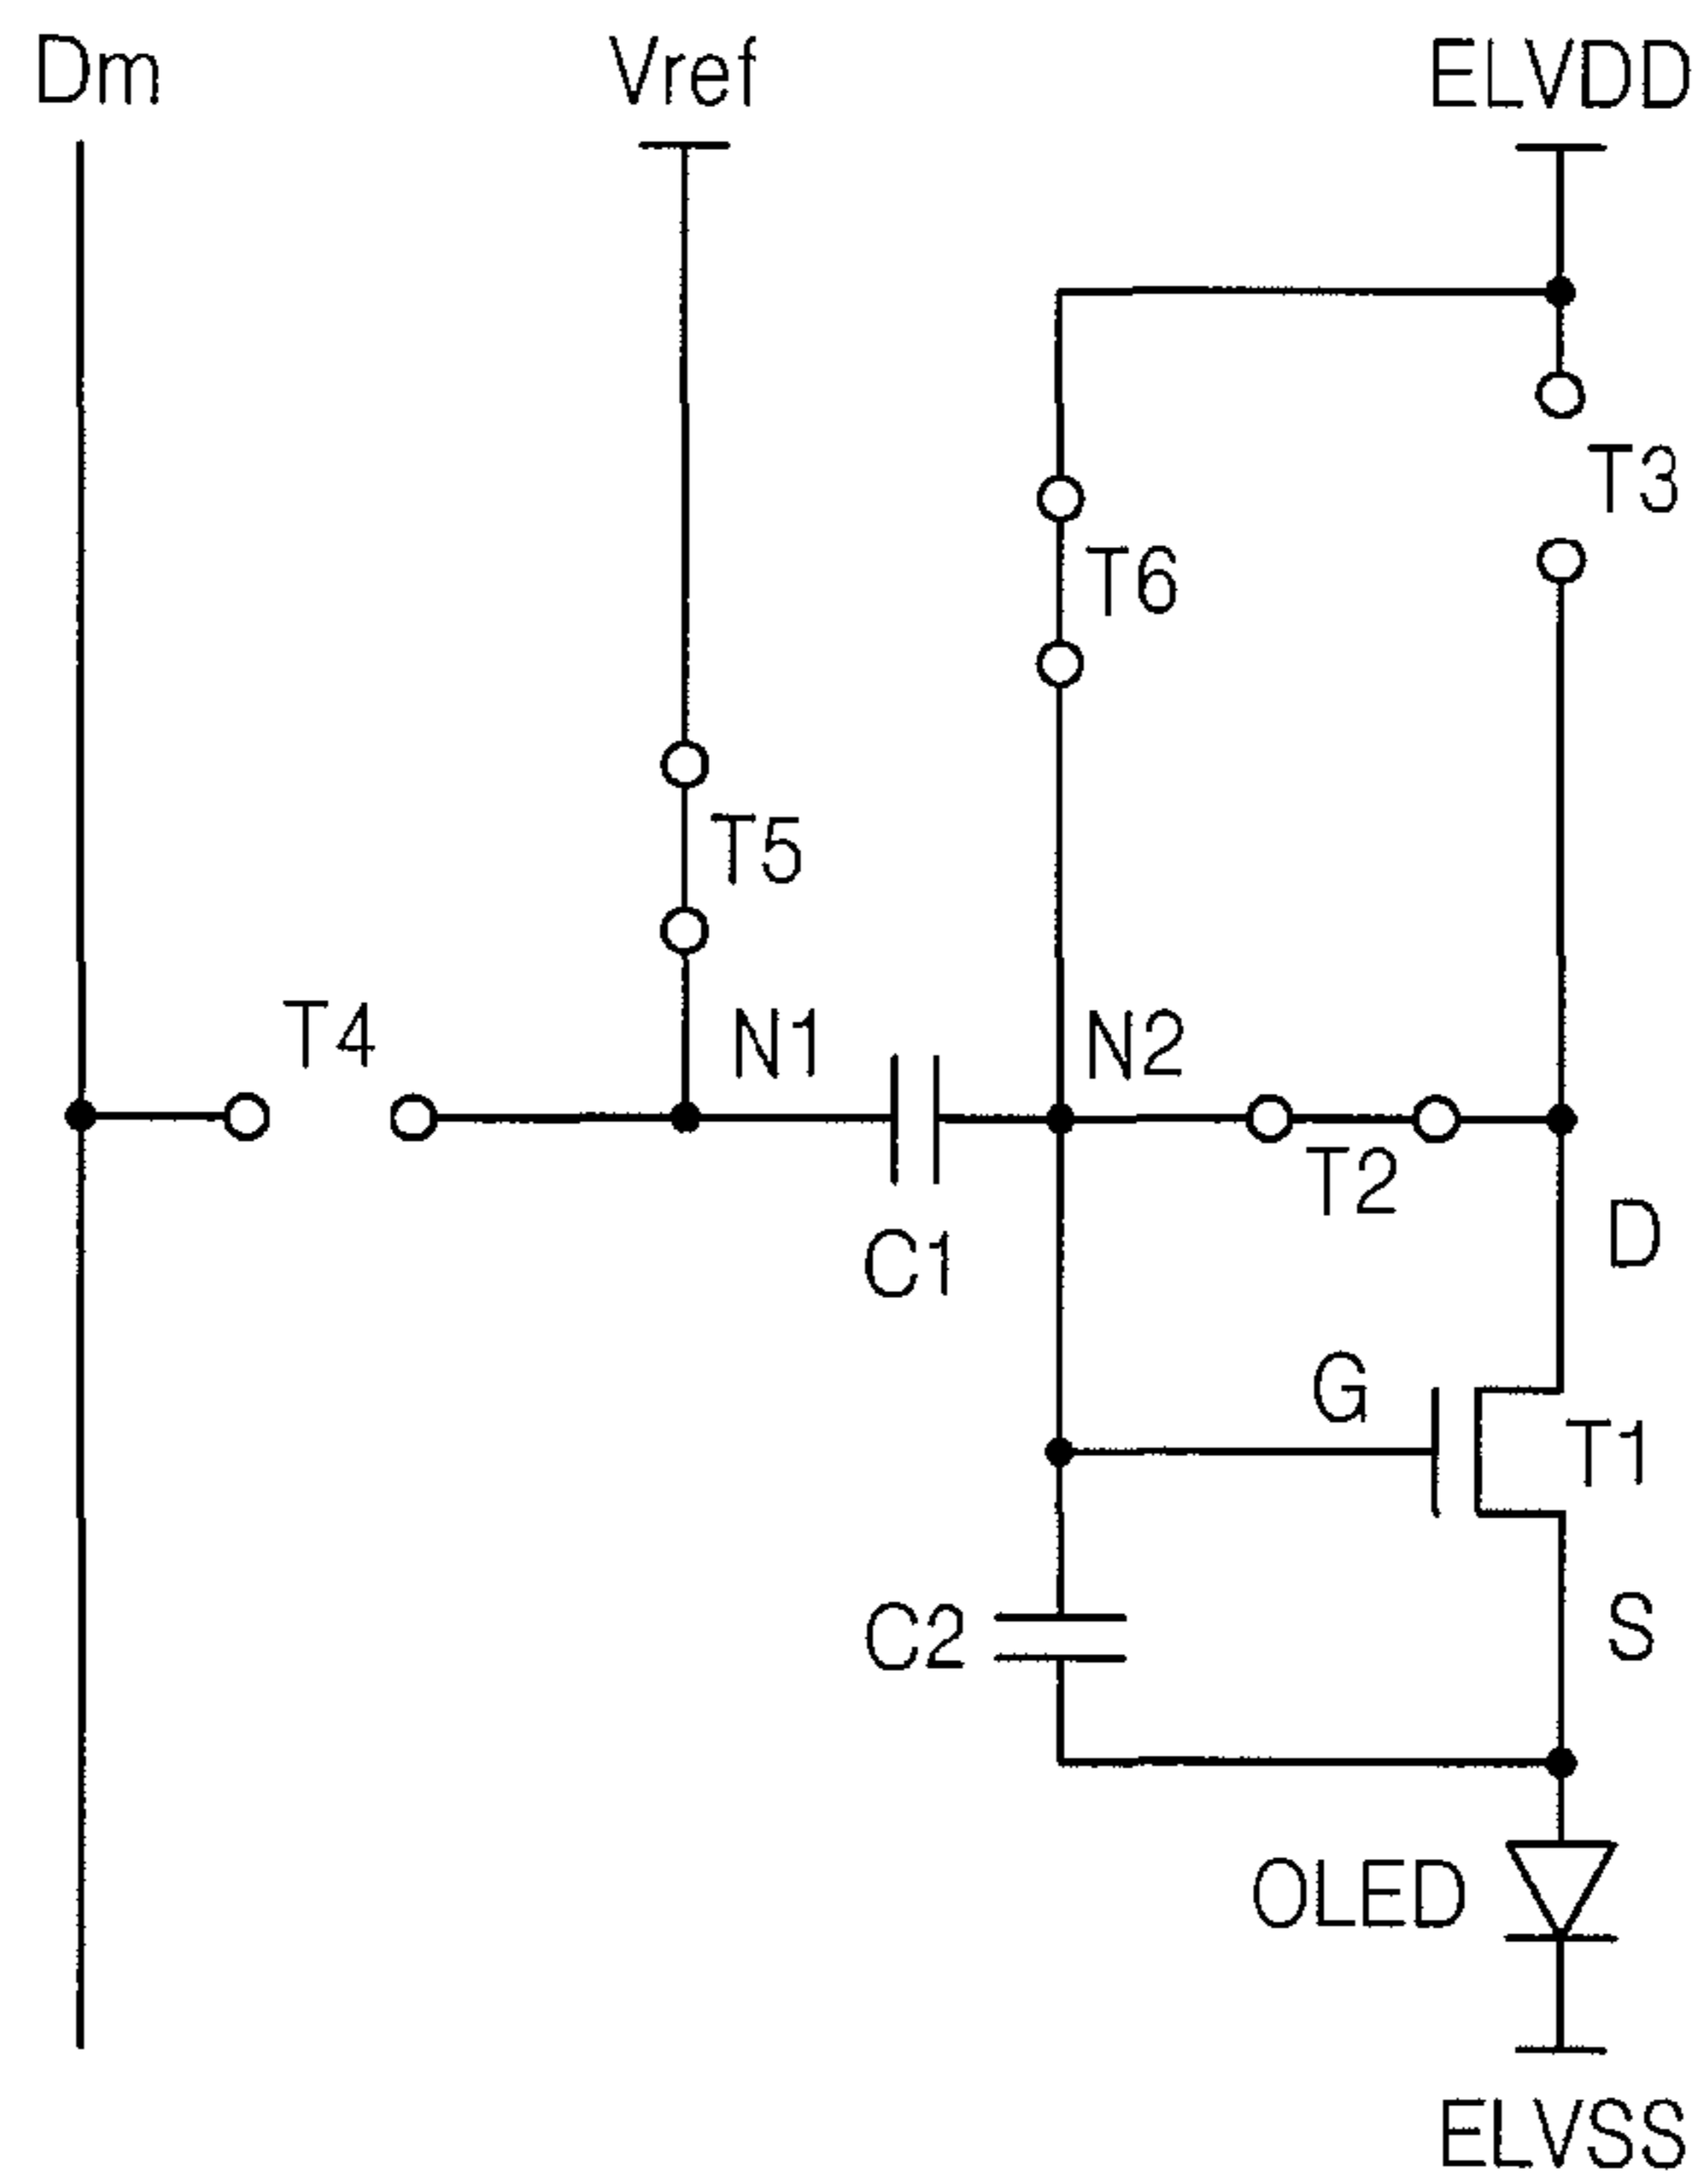 Dm
Vref
ELVDD
T3
T6
T5
T4
N1
N2
T2
C1
D
G
T1
C2
S
OLED
ELVSS